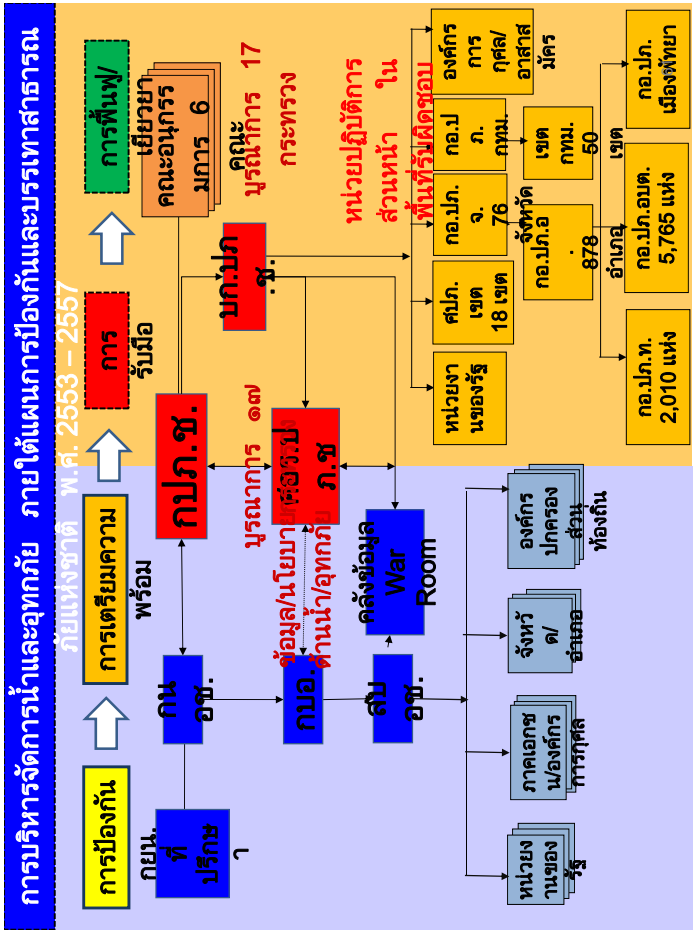 การบริหารจัดการน้ำและอุทกภัย ภายใต้แผนการป้องกันและบรรเทาสาธารณ
ภัยแห่งชาติ พ.ศ. 2553 – 2557
การป้องกัน
การเตรียมความ
พร้อม
การ
รับมือ
การฟื้นฟู/
เยียวยา
กยน.
ที่
ปรึกษ
า
กน
อช.
กปภ.ช.
คณะอนุกรร
มการ 6
คณะ
บูรณาการ 17
กระทรวง
บูรณาการ ๑๗
บก.ปภ
.ช.
กบอ.
ข้อมูล/นโยบาย
ด้านน้ำ/อุทกภัย
ภ.ช
สบ
อช.
คลังข้อมูล
War
Room
หน่วยปฏิบัติการ
ส่วนหน้า ใน
พื้นที่รับผิดชอบ
หน่วยงา
นของรัฐ
ศปภ.
เขต
18 เขต
กอ.ปภ.
จ.
76
จังหวัด
กอ.ป
ภ.
กทม.
องค์กร
การ
กุศล/
อาสาส
มัคร
กอ.ปภ.อ
.
878
อำเภอ
เขต
กทม.
50
เขต
กอ.ปภ.ท.
2,010 แห่ง
กอ.ปภ.อบต.
5,765 แห่ง
กอ.ปภ.
เมืองพัทยา
หน่วยง
านของ
รัฐ
ภาคเอกช
น/องค์กร
การกุศล
จังหวั
ด/
อำเภอ
องค์กร
ปกครอง
ส่วน
ท้องถิ่น